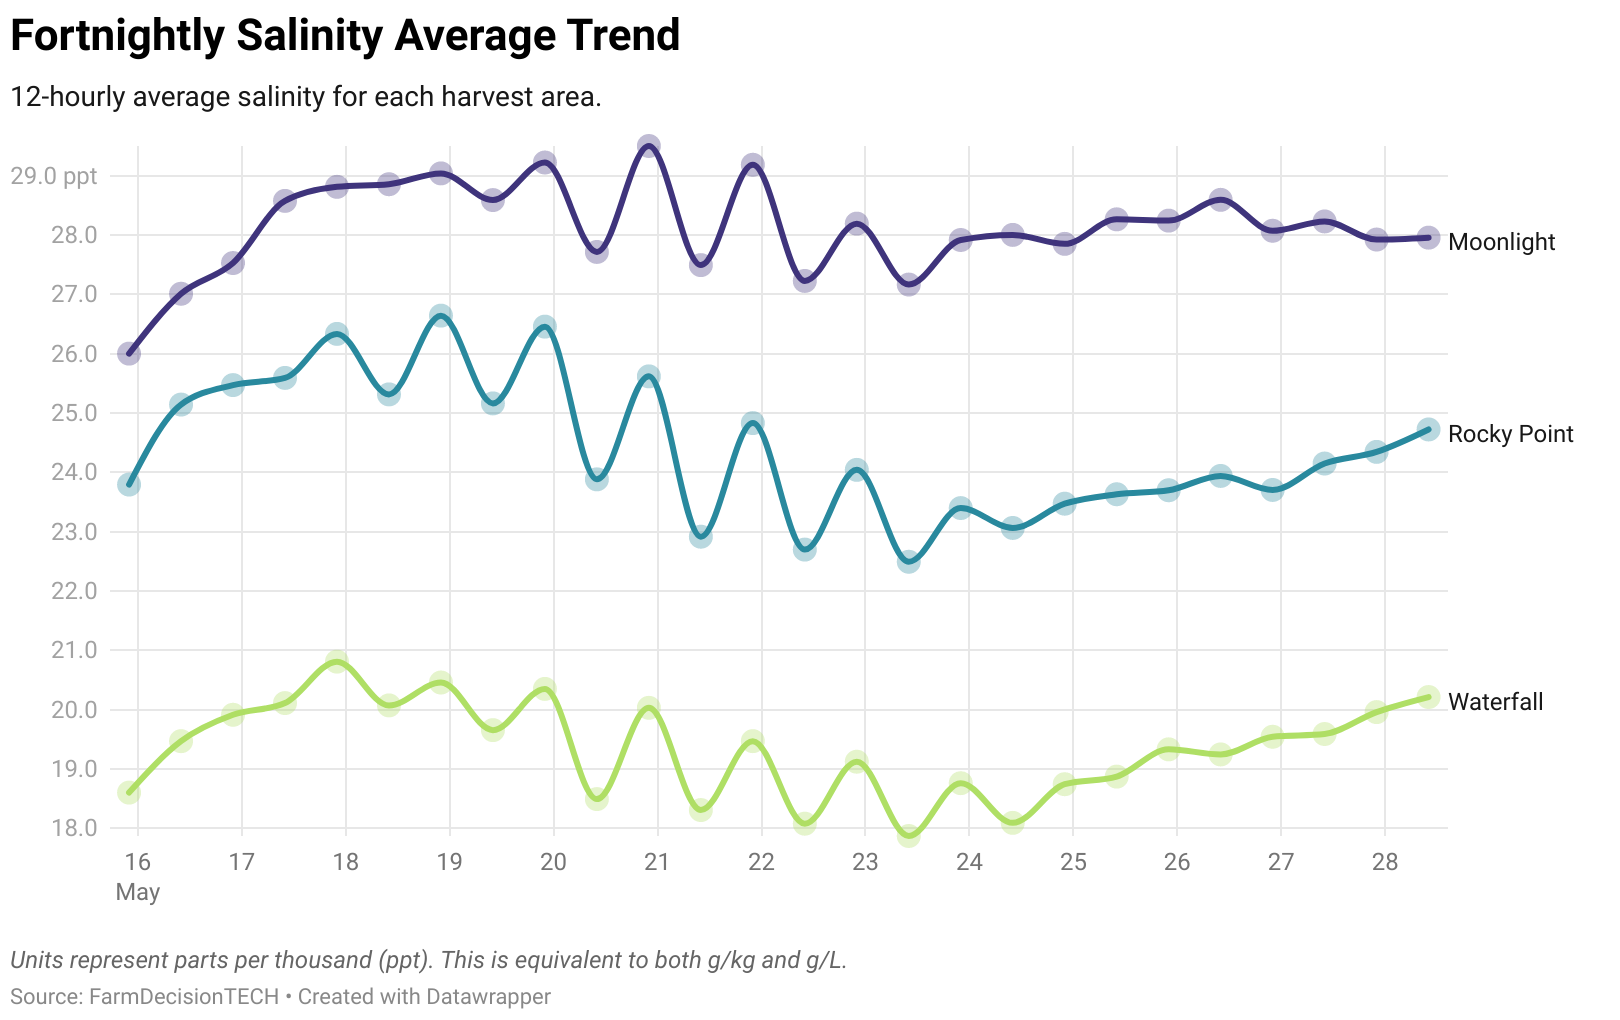 Fortnightly Salinity Average Trend
12-hourly average salinity for each harvest area.
29.0 ppt
28.0
Moonlight
27.0
26.0
25.0
Rocky Point
24.0
23.0
22.0
21.0
20.0
Waterfall
19.0
18.0
16 17 18 19 20 21 22 23 24 25 26 27 28
May
Units represent parts per thousand (ppt). This is equivalent to both g/kg and g/L.
Source: FarmDecisionTECH • Created with Datawrapper